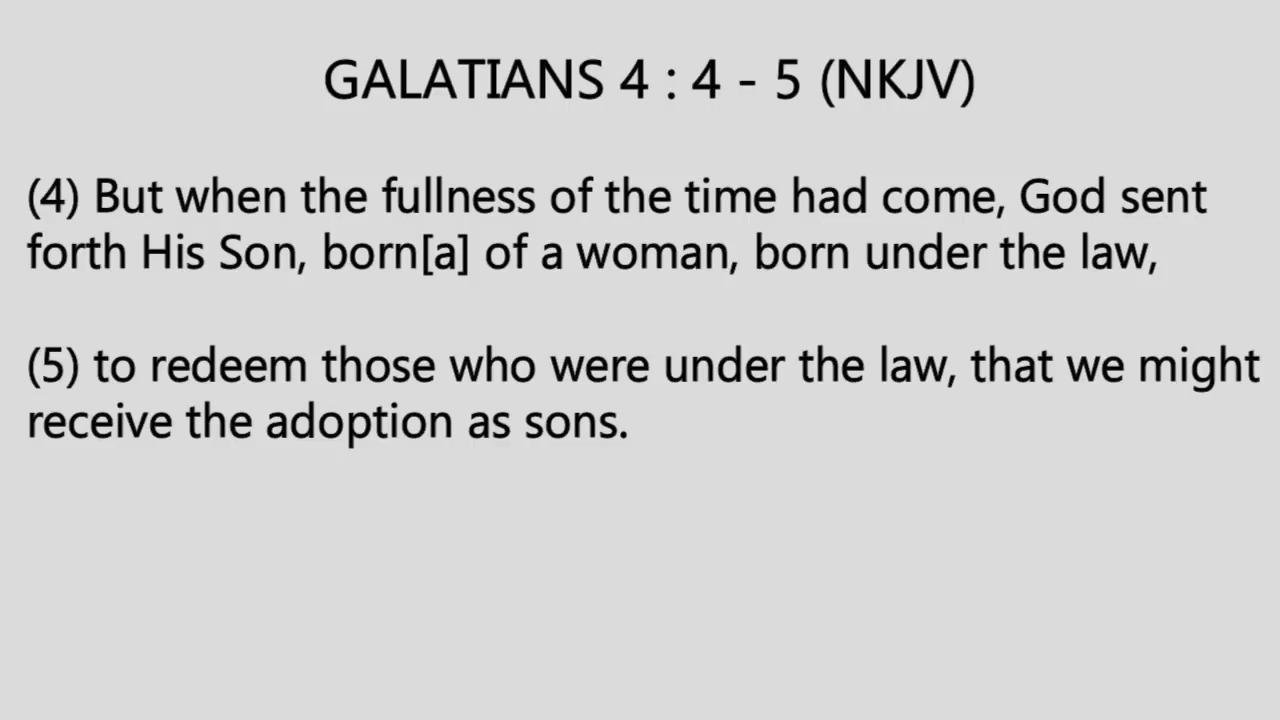 GALATIANS 4 : 4 - 5 (NKJV)
(4) But when the fullness of the time had come, God sent
forth His Son, born[a] of a woman, born under the law,
(5) to redeem those who were under the law, that we might
receive the adoption as sons.